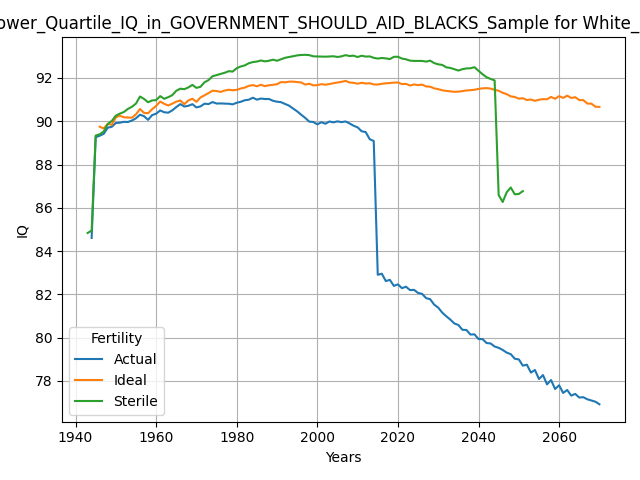 ower_Quartile_IQ_in_GOVERNMENT_SHOULD_AID_BLACKS_Sample for White_
IQ
92
90
88
86
84
82
80
78
Fertility
Actual
Ideal
Sterile
1940 1960 1980 2000 2020 2040 2060
Years